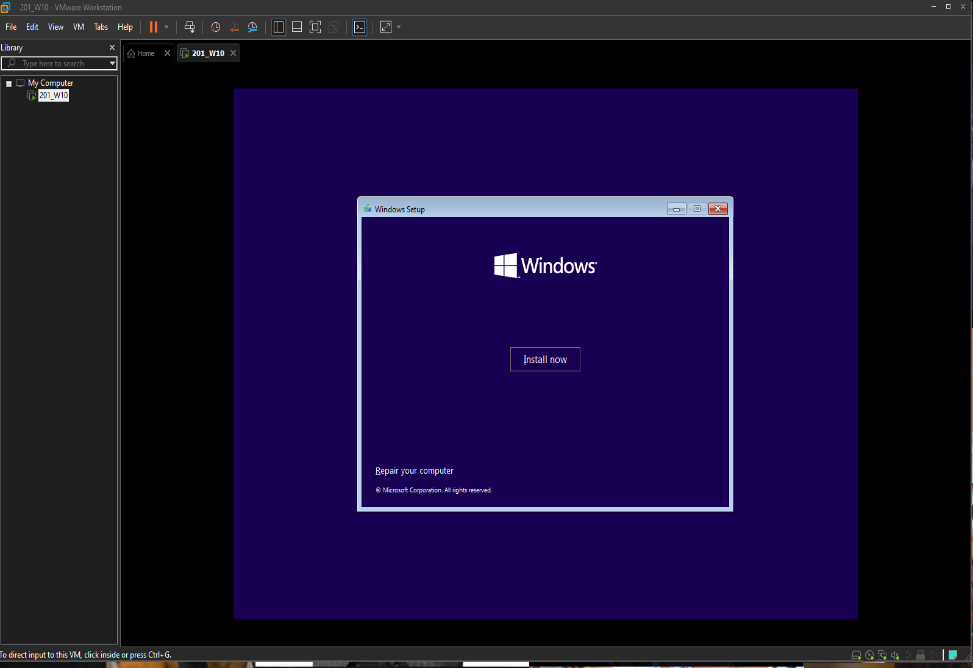 201_W10 - VMware Workstation
File Edit View VM Tabs Help
Library
Type here to search
My Computer
201_W10
Home
201_W10
Windows Setup
Windows
Install now
Repair your computer
© Microsoft Corporation. All rights reserved.
To direct input to this VM, click inside or press Ctrl+G.